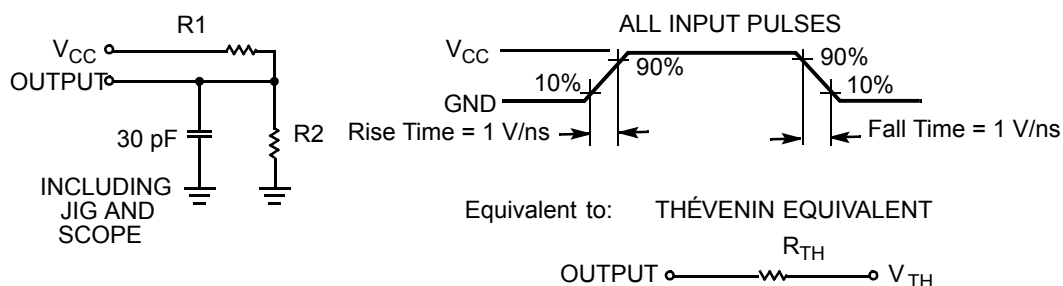 R1
VCC
OUTPUT
30 pF
R2
INCLUDING
JIG AND
SCOPE
ALL INPUT PULSES
VCC
GND
10%
90%
90%
10%
Rise Time = 1 V/ns
Fall Time = 1 V/ns
Equivalent to: THÉVENIN EQUIVALENT
RTH
OUTPUT
VTH